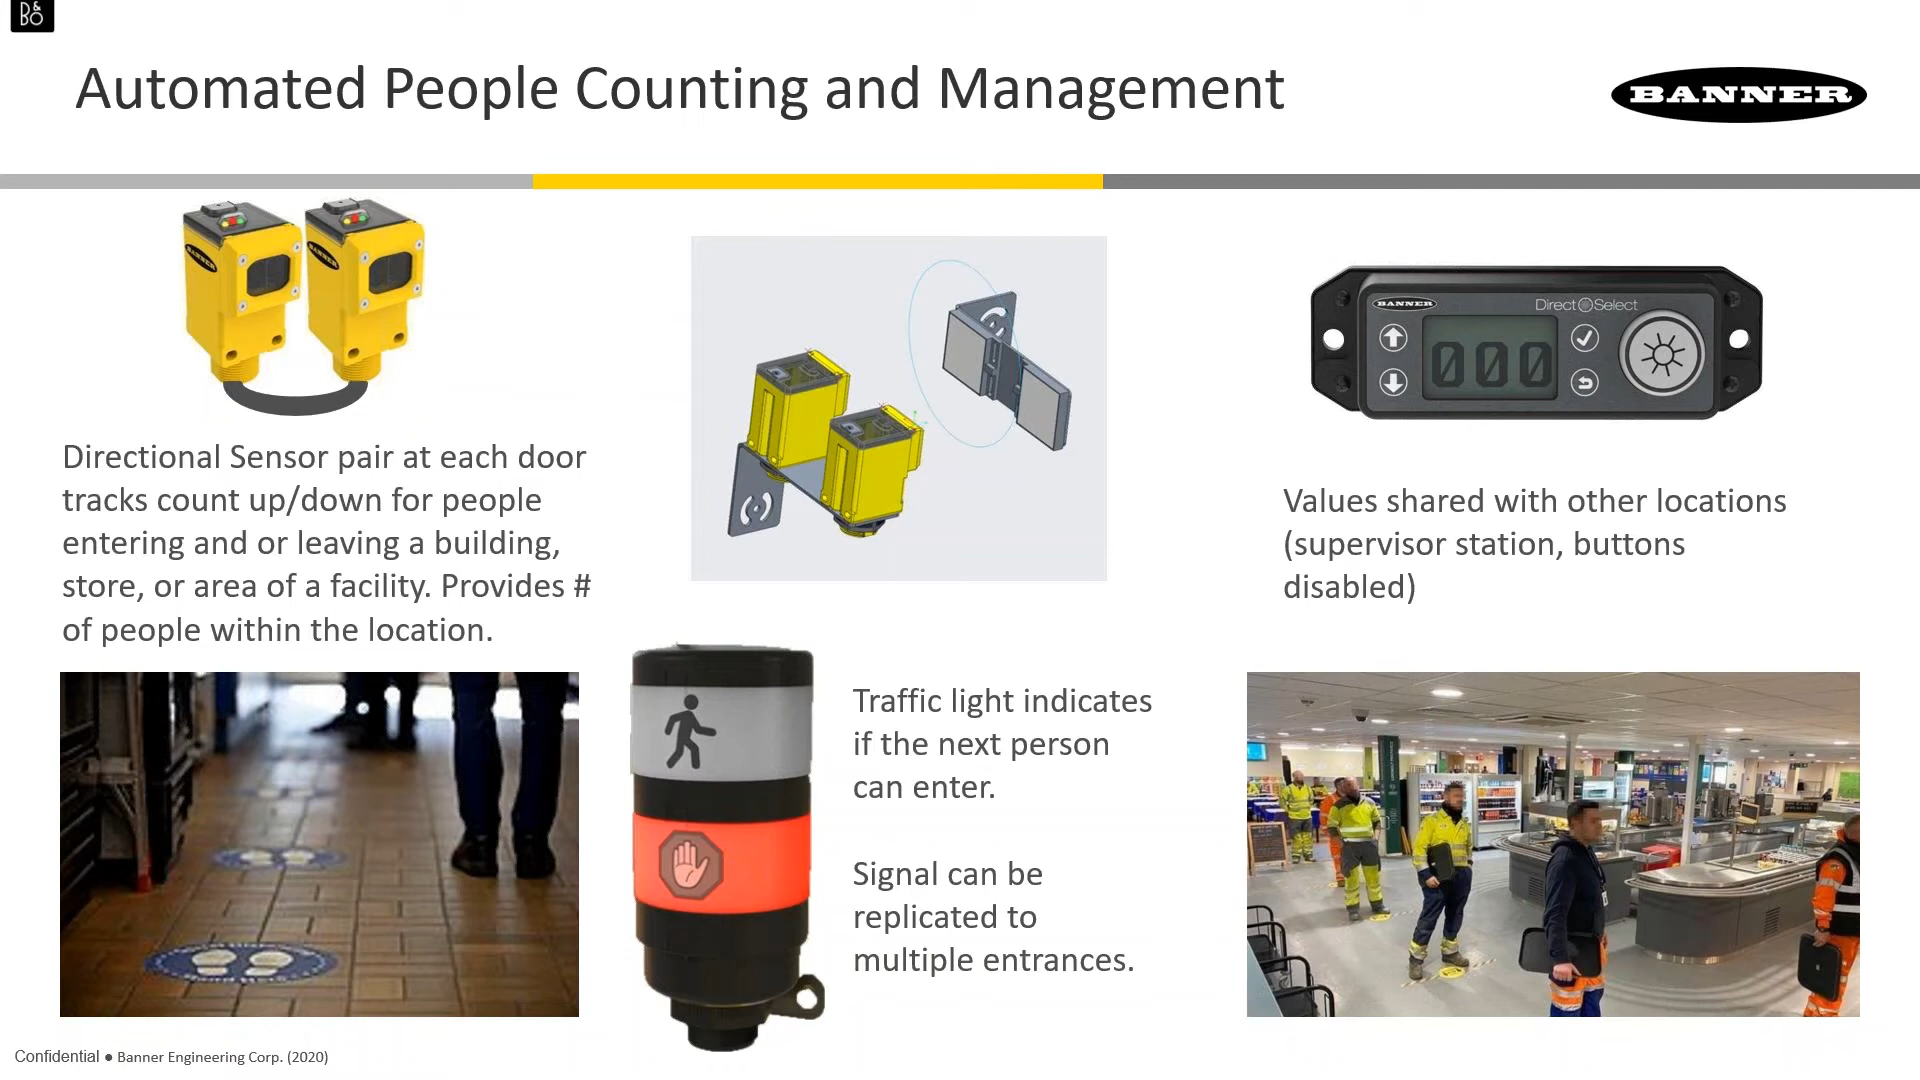 B&O
Automated People Counting and Management
BANNER
BANNER
BANNER
Directional Sensor pair at each door
tracks count up/down for people
entering and or leaving a building,
store, or area of a facility. Provides #
of people within the location.
BANNER
Direct Select
000
Values shared with other locations
(supervisor station, buttons
disabled)
Traffic light indicates
if the next person
can enter.
Signal can be
replicated to
multiple entrances.
Confidential ● Banner Engineering Corp. (2020)